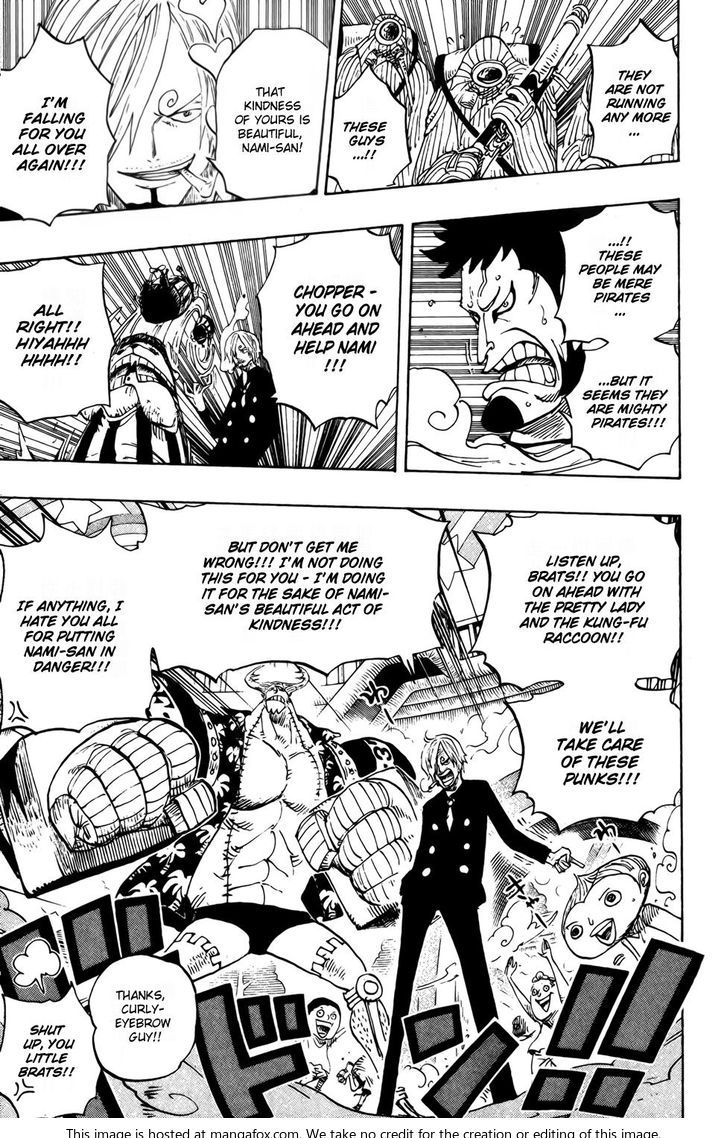 THEY
ARE NOT
RUNNING
ANY MORE
...
THESE
GUYS
...!!
THAT
KINDNESS
OF YOURS IS
BEAUTIFUL,
NAMI-SAN!
I'M
FALLING
FOR YOU
ALL OVER
AGAIN!!!
...!!
THESE
PEOPLE MAY
BE MERE
PIRATES
...
...BUT IT
SEEMS THEY
ARE MIGHTY
PIRATES!!!
CHOPPER -
YOU GO ON
AHEAD AND
HELP NAMI
!!!
ALL
RIGHT!!
HIYAHHH
HHHH!!
LISTEN UP,
BRATS!! YOU GO
ON AHEAD WITH
THE PRETTY LADY
AND THE KUNG-FU
RACCOON!!
WE'LL
TAKE CARE
OF THESE
PUNKS!!!
BUT DON'T GET ME
WRONG!!! I'M NOT DOING
THIS FOR YOU - I'M DOING
IT FOR THE SAKE OF NAMI-
SAN'S BEAUTIFUL ACT OF
KINDNESS!!!
IF ANYTHING, I
HATE YOU ALL
FOR PUTTING
NAMI-SAN IN
DANGER!!!
ドドン!!
THANKS,
CURLY-
EYEBROW
GUY!!
SHUT
UP, YOU
LITTLE
BRATS!!
This image is hosted at mangafox.com. We take no credit for the creation or editing of this image.